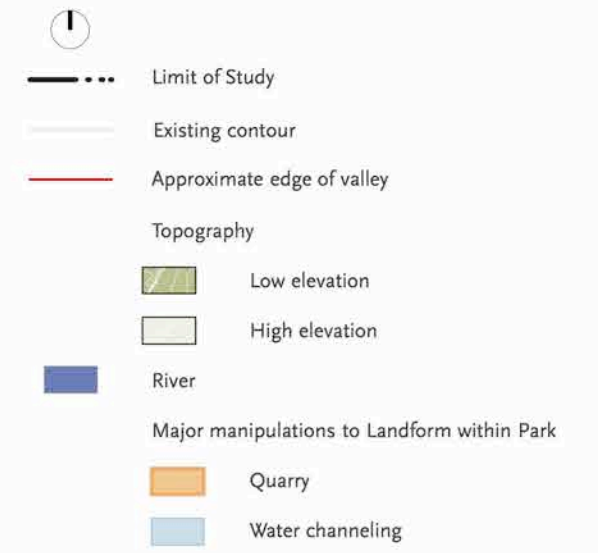 Limit of Study
Existing contour
Approximate edge of valley
Topography
Low elevation
High elevation
River
Major manipulations to Landform within Park
Quarry
Water channeling